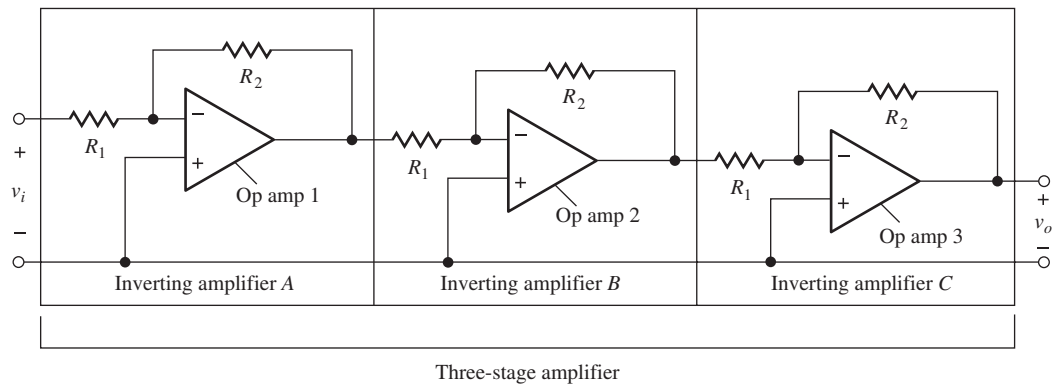 R2
R1
−
+
Op amp 1
+
vi
−
Inverting amplifier A
R2
R1
−
+
Op amp 2
Inverting amplifier B
R2
R1
−
+
Op amp 3
+
vo
−
Inverting amplifier C
Three-stage amplifier